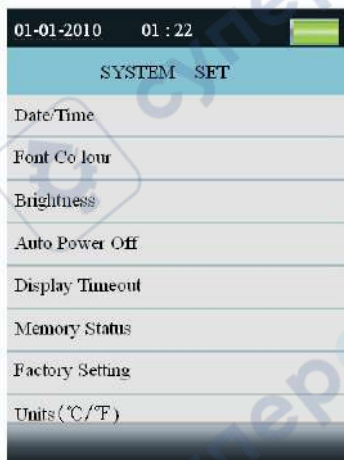 01-01-2010 01 : 22
SYSTEM SET
Date/Time
Font Co lour
Brightness
Auto Power Off
Display Timeout
Memory Status
Factory Setting
Units(℃/℉)